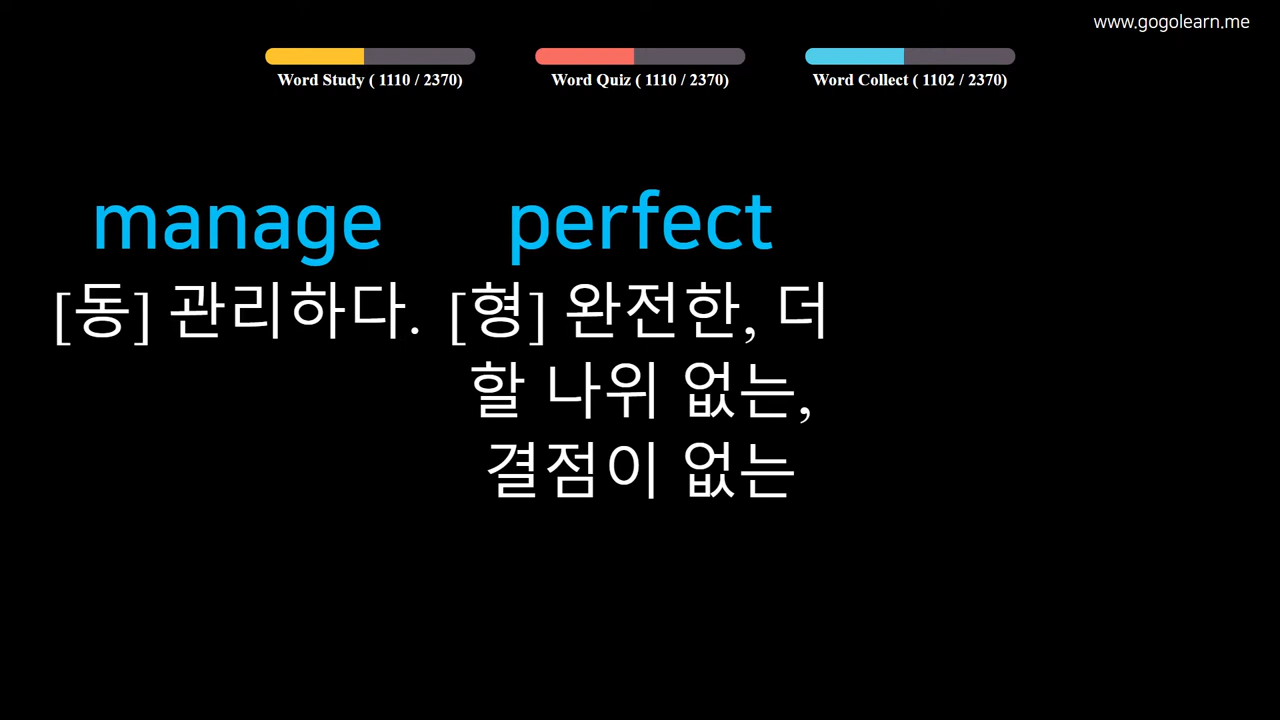 www.gogolearn.me
Word Study ( 1110 / 2370)
Word Quiz ( 1110 / 2370)
Word Collect ( 1102 / 2370)
manage
[동] 관리하다.
perfect
[형] 완전한, 더
할 나위 없는,
결점이 없는